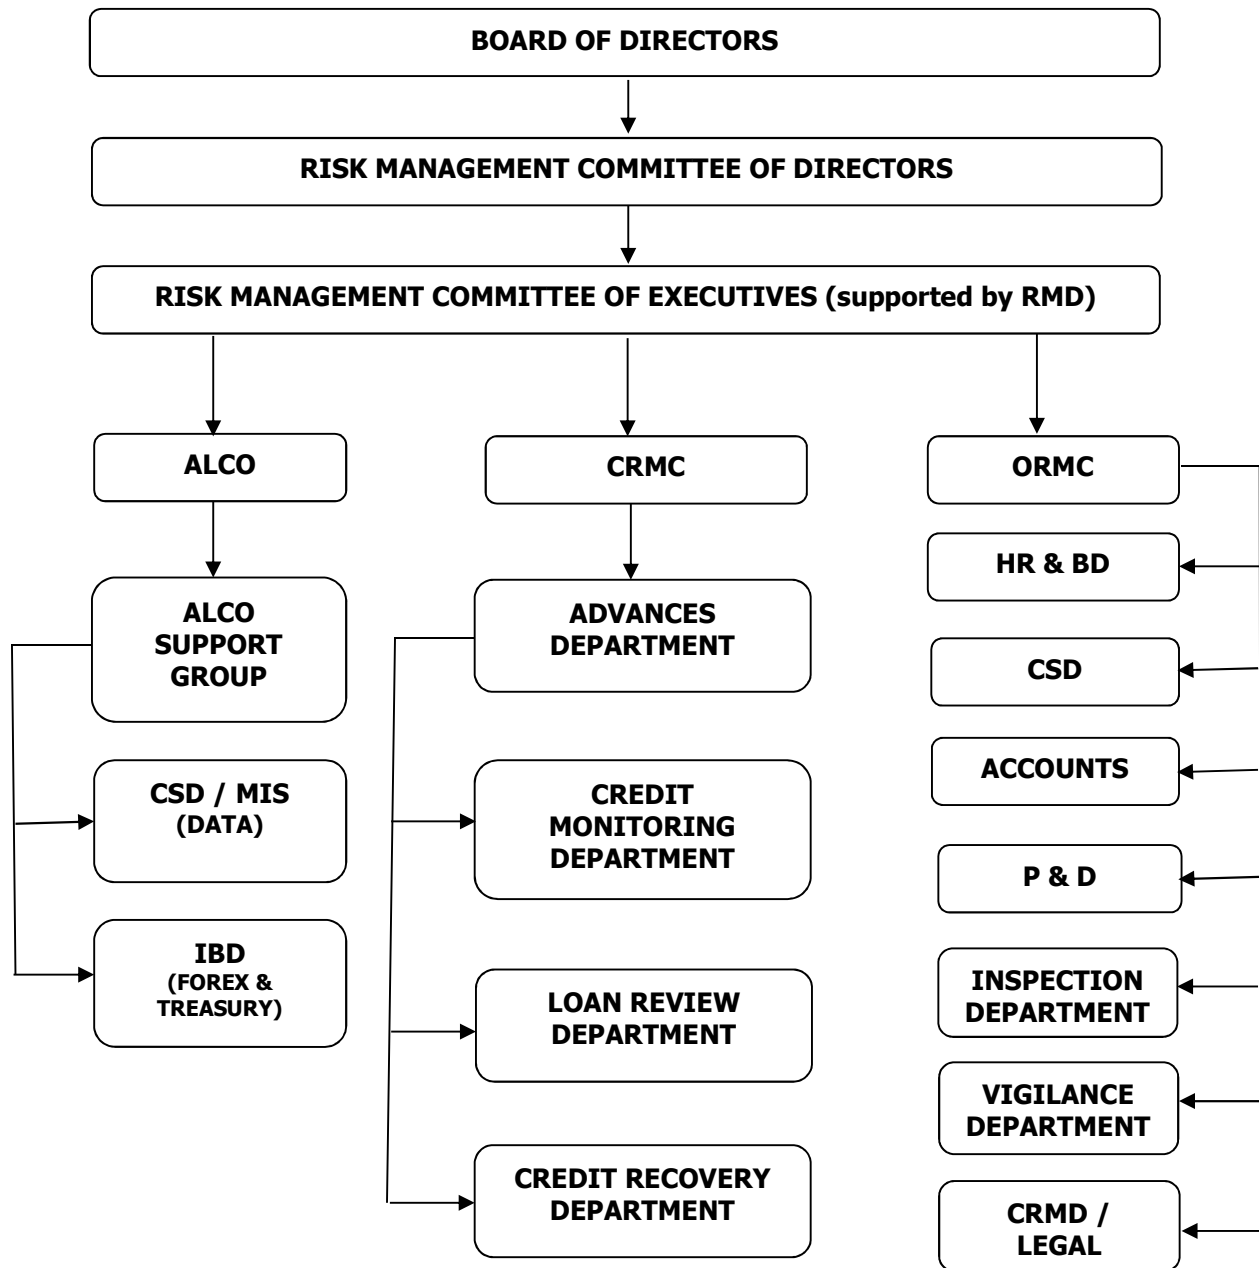 BOARD OF DIRECTORS
RISK MANAGEMENT COMMITTEE OF DIRECTORS
RISK MANAGEMENT COMMITTEE OF EXECUTIVES (supported by RMD)
ALCO
CRMC
ORMC
ALCO
SUPPORT
GROUP
CSD / MIS
(DATA)
IBD
(FOREX &
TREASURY)
ADVANCES
DEPARTMENT
CREDIT
MONITORING
DEPARTMENT
LOAN REVIEW
DEPARTMENT
CREDIT RECOVERY
DEPARTMENT
HR & BD
CSD
ACCOUNTS
P & D
INSPECTION
DEPARTMENT
VIGILANCE
DEPARTMENT
CRMD /
LEGAL